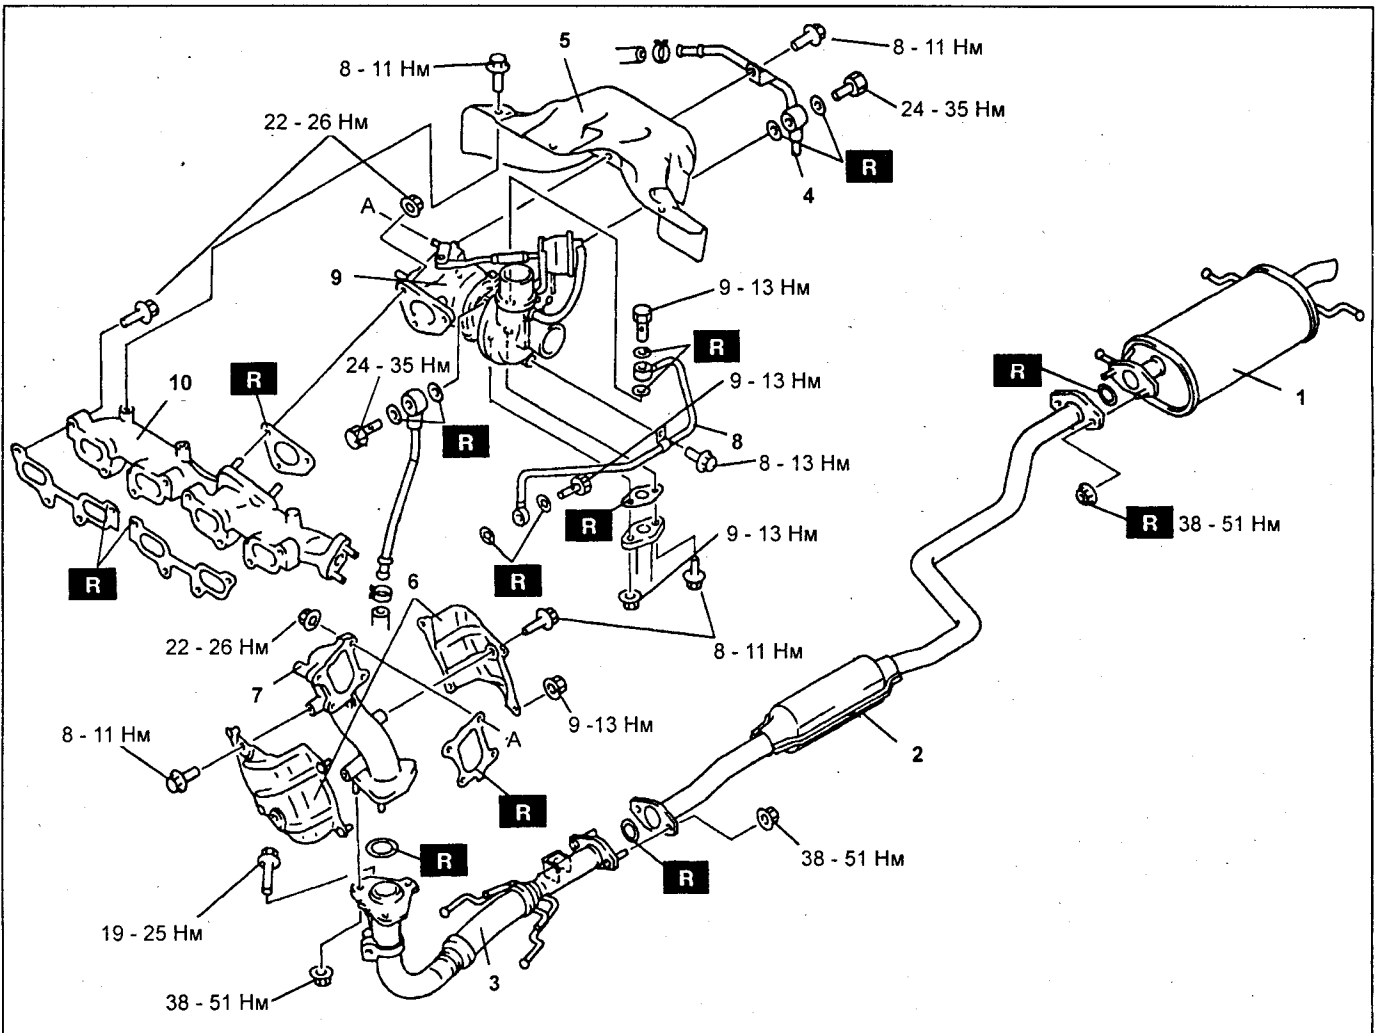 5
8 - 11 Нм
8 - 11 Нм
24 - 35 Нм
22 - 26 Нм
R
4
A
9
9 - 13 Нм
R
1
R
24 - 35 Нм
9 - 13 Нм
10
R
R
8
8 - 13 Нм
R
R 38 - 51 Нм
9 - 13 Нм
R
R
6
22 - 26 Нм
8 - 11 Нм
7
9 -13 Нм
A
8 - 11 Нм
2
R
R
38 - 51 Нм
R
19 - 25 Нм
3
38 - 51 Нм